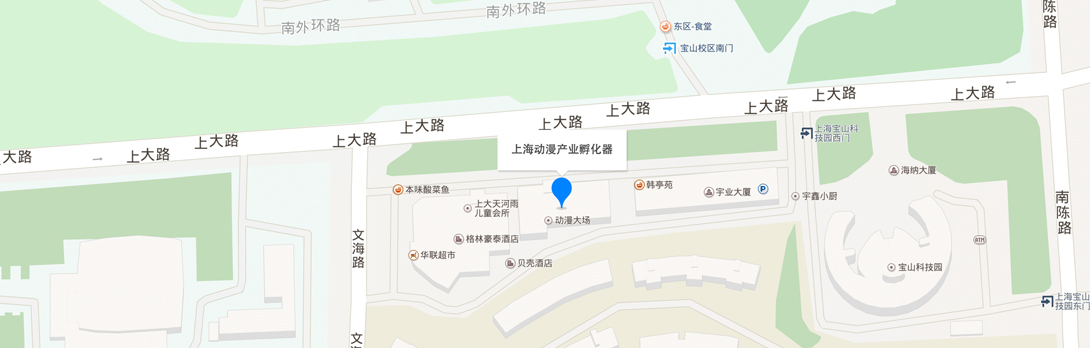 南外环路
南外环路
东区-食堂
宝山校区南门
南陈路
上大路
上大路
上大路
上大路
上大路
上大路
上大路
上大路
上大路
上大路
上海宝山科
技园西门
上海动漫产业孵化器
海纳大厦
本味酸菜鱼
韩亭苑
宇业大厦
P
宇鑫小厨
上大天河雨
儿童会所
动漫大场
南陈路
文海路
格林豪泰酒店
华联超市
贝壳酒店
ATM
宝山科技园
上海宝山
技园东门
文海